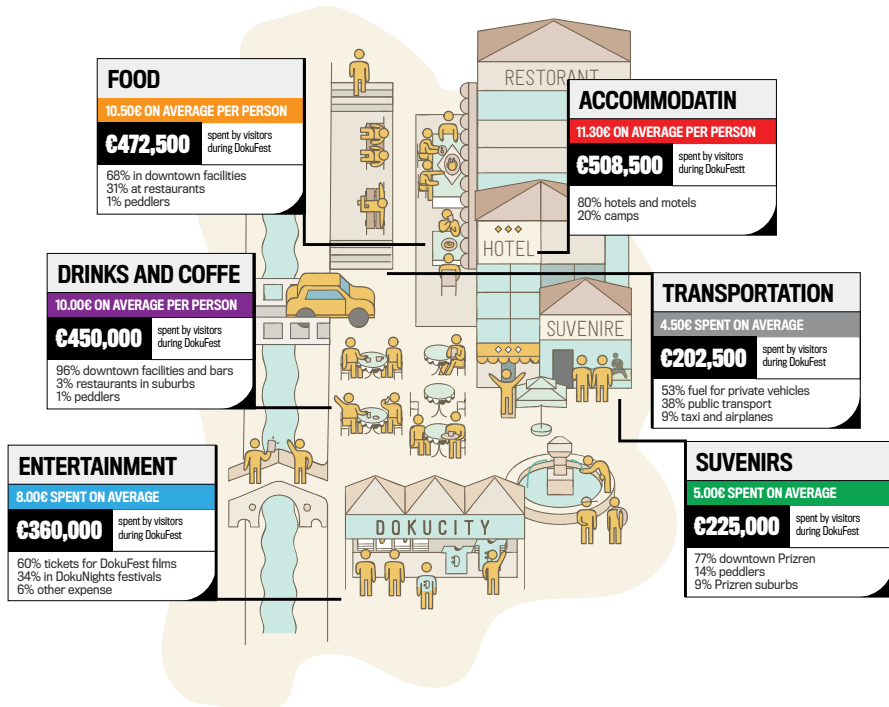 FOOD
10.50€ ON AVERAGE PER PERSON
€472,500
spent by visitors
during DokuFest
68% in downtown facilities
31% at restaurants
1% peddlers
RESTORANT
ACCOMMODATIN
11.30€ ON AVERAGE PER PERSON
€508,500
spent by visitors
during DokuFestt
80% hotels and motels
20% camps
HOTEL
DRINKS AND COFFE
10.00€ ON AVERAGE PER PERSON
€450,000
spent by visitors
during DokuFest
96% downtown facilities and bars
3% restaurants in suburbs
1% peddlers
SUVENIRE
TRANSPORTATION
4.50€ SPENT ON AVERAGE
€202,500
spent by visitors
during DokuFest
53% fuel for private vehicles
38% public transport
9% taxi and airplanes
ENTERTAINMENT
8.00€ SPENT ON AVERAGE
€360,000
spent by visitors
during DokuFest
60% tickets for DokuFest films
34% in DokuNights festivals
6% other expense
DOKUCITY
SUVENIRS
5.00€ SPENT ON AVERAGE
€225,000
spent by visitors
during DokuFest
77% downtown Prizren
14% peddlers
9% Prizren suburbs